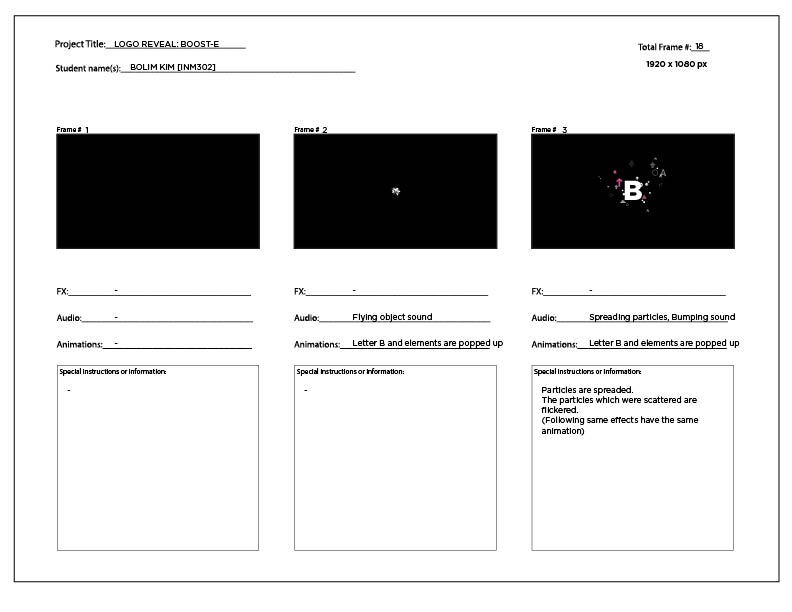 Project Title: LOGO REVEAL: BOOST-E
Total Frame #: 18
Student name(s): BOLIM KIM [INM302]
1920 x 1080 px
Frame # 1
Frame # 2
Frame # 3
B
A
FX: -
FX: -
FX: -
Audio: -
Audio: Flying object sound
Audio: Spreading particles, Bumping sound
Animations: -
Animations: Letter B and elements are popped up
Animations: Letter B and elements are popped up
Special Instructions or Information:
-
Special Instructions or Information:
-
Special Instructions or Information:
Particles are spreaded.
The particles which were scattered are
flickered.
(Following same effects have the same
animation)